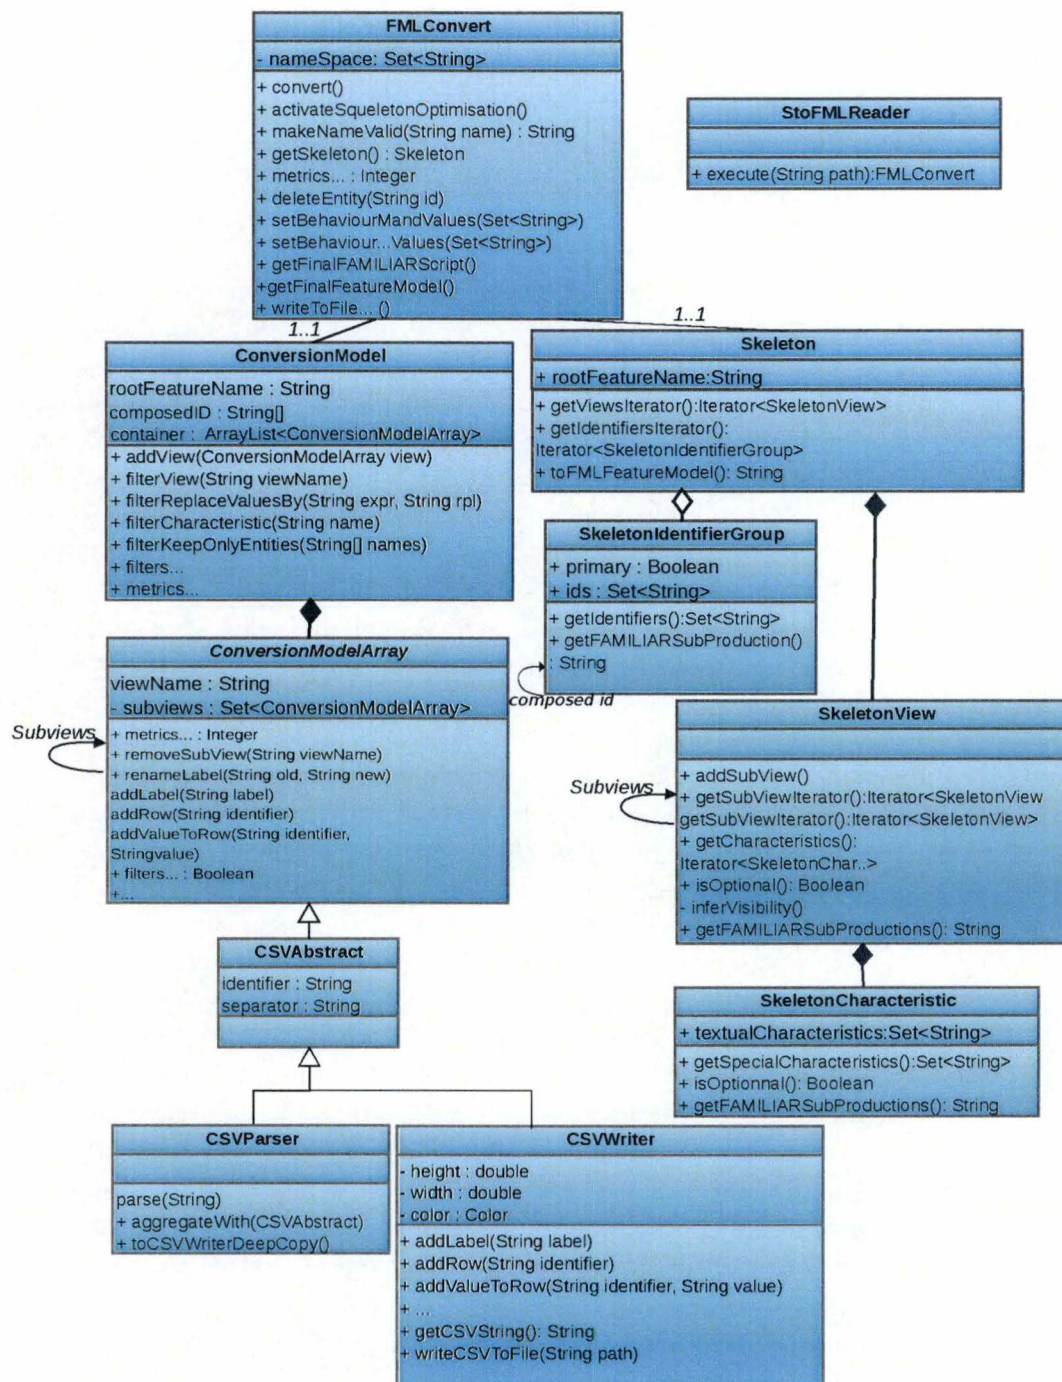 FMLConvert
- nameSpace: Set<String>
+ convert()
+ activateSqueletonOptimisation()
+ makeNameValid(String name) : String
+ getSkeleton() : Skeleton
+ metrics... : Integer
+ deleteEntity(String id)
+ setBehaviourMandValues(Set<String>)
+ setBehaviour...Values(Set<String>)
+ getFinalFAMILIARScript()
+getFinalFeatureModel()
+ writeToFile... ()
StoFMLReader
+ execute(String path):FMLConvert
1..1
1..1
ConversionModel
rootFeatureName : String
composedID : String[]
container : ArrayList<ConversionModelArray>
+ addView(ConversionModelArray view)
+ filterView(String viewName)
+ filterReplaceValuesBy(String expr, String rpl)
+ filterCharacteristic(String name)
+ filterKeepOnlyEntities(String[] names)
+ filters...
+ metrics...
Skeleton
+ rootFeatureName:String
+ getViewsIterator():Iterator<SkeletonView>
+ getIdentifiersIterator():
Iterator<SkeletonIdentifierGroup>
+ toFMLFeatureModel(): String
SkeletonIdentifierGroup
+ primary : Boolean
+ ids : Set<String>
+ getIdentifiers():Set<String>
+ getFAMILIARSubProduction()
: String
composed id
ConversionModelArray
viewName : String
- subviews : Set<ConversionModelArray>
Subviews
+ metrics... : Integer
+ removeSubView(String viewName)
+ renameLabel(String old, String new)
addLabel(String label)
addRow(String identifier)
addValueToRow(String identifier,
Stringvalue)
+ filters... : Boolean
+...
SkeletonView
Subviews
+ addSubView()
+ getSubViewIterator():Iterator<SkeletonView
getSubViewIterator():Iterator<SkeletonView>
+ getCharacteristics():
Iterator<SkeletonChar..>
+ isOptional(): Boolean
- inferVisibility()
+ getFAMILIARSubProductions(): String
CSVAbstract
identifier : String
separator : String
SkeletonCharacteristic
+ textualCharacteristics:Set<String>
+ getSpecialCharacteristics():Set<String>
+ isOptionnal(): Boolean
+ getFAMILIARSubProductions(): String
CSVParser
parse(String)
+ aggregateWith(CSVAbstract)
+ toCSVWriterDeepCopy()
CSVWriter
- height : double
- width : double
- color : Color
+ addLabel(String label)
+ addRow(String identifier)
+ addValueToRow(String identifier, String value)
+ ...
+ getCSVString(): String
+ writeCSVToFile(String path)